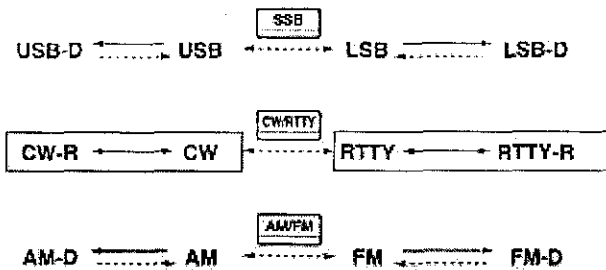 SSB
USB-D USB LSB LSB-D
CW/RTTY
CW-R CW RTTY RTTY-R
AM/FM
AM-D AM FM FM-D